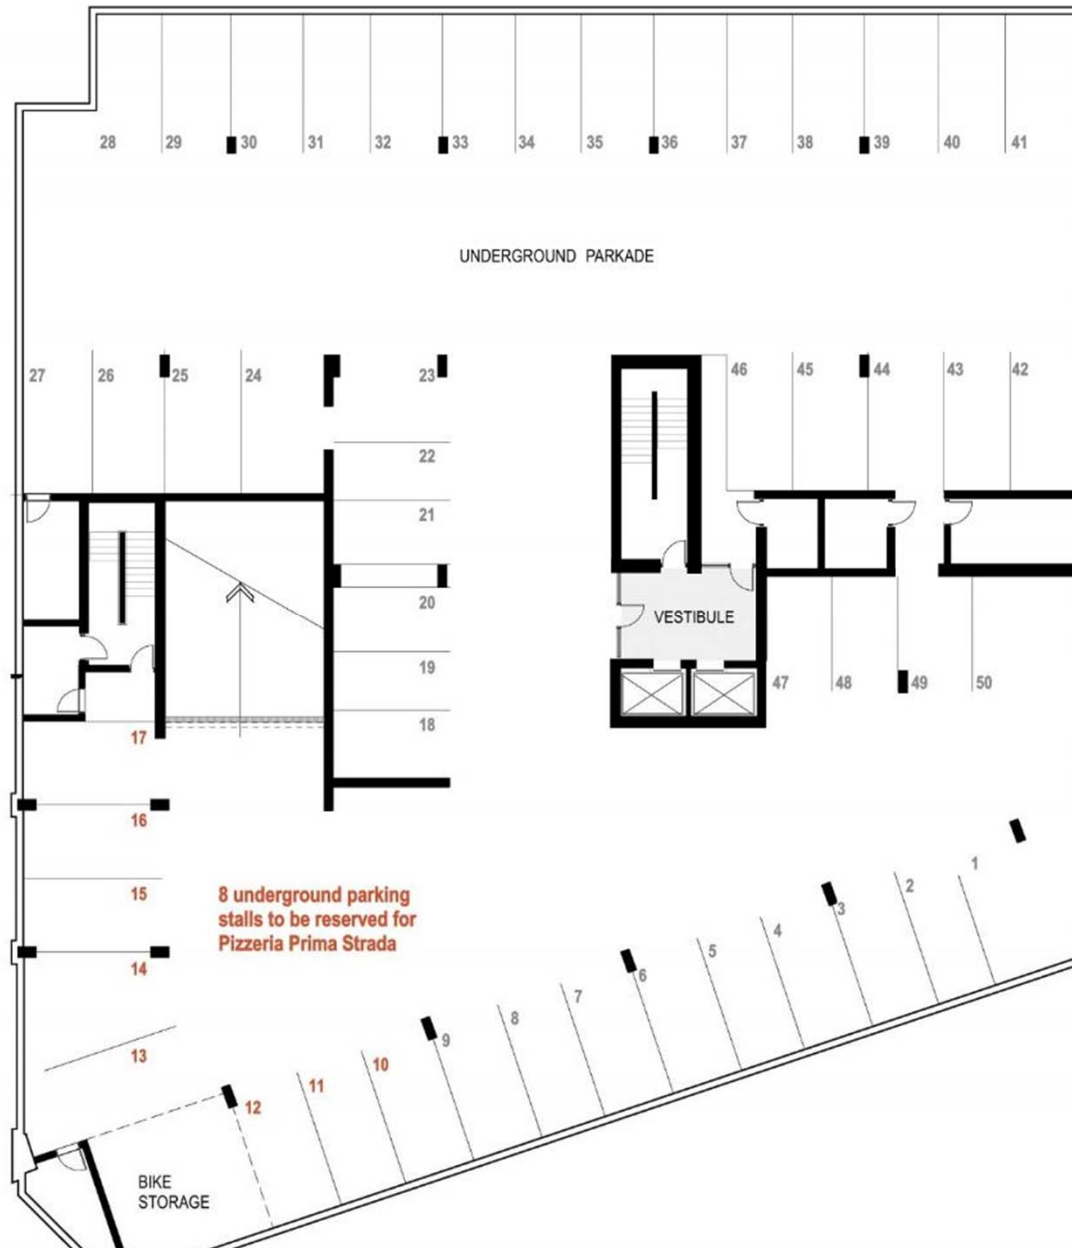 28 29 30 31 32 33 34 35 36 37 38 39 40 41
UNDERGROUND PARKADE
27 26 25 24 23 46 45 44 43 42
22
21
20
19
18
VESTIBULE
47 48 49 50
17
16
15
14
13
12
11
10
9
8
7
6
5
4
3
2
1
8 underground parking
stalls to be reserved for
Pizzeria Prima Strada
BIKE
STORAGE